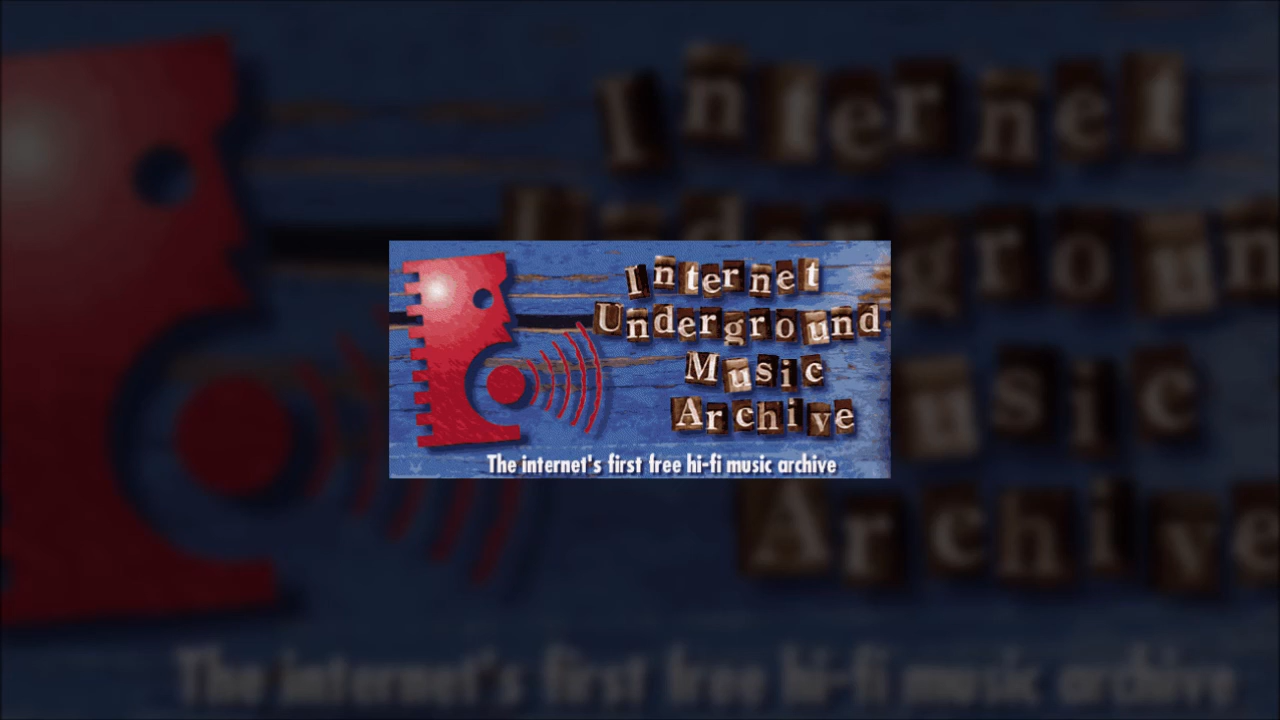 Internet
Underground
Music
Archive
The internet's first free hi-fi music archive